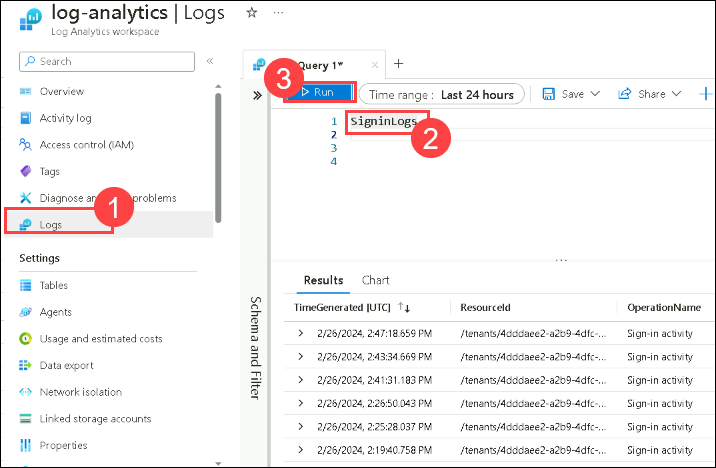 log-analytics | Logs
Log Analytics workspace
Search
Overview
Activity log
Access control (IAM)
Tags
Diagnose an problems
1
Logs
Settings
Tables
Agents
Usage and estimated costs
Data export
Network isolation
Linked storage accounts
Properties
Query 1*
3
Run
Time range : Last 24 hours
Save
Share
1 SigninLogs
2
2
3
4
Schema and Filter
Results Chart
TimeGenerated [UTC] ResourceId OperationName
2/26/2024, 2:47:18.659 PM /tenants/4dddaee2-a2b9-4dfc-... Sign-in activity
2/26/2024, 2:43:34.669 PM /tenants/4dddaee2-a2b9-4dfc-... Sign-in activity
2/26/2024, 2:41:31.183 PM /tenants/4dddaee2-a2b9-4dfc-... Sign-in activity
2/26/2024, 2:26:50.043 PM /tenants/4dddaee2-a2b9-4dfc-... Sign-in activity
2/26/2024, 2:25:28.037 PM /tenants/4dddaee2-a2b9-4dfc-... Sign-in activity
2/26/2024, 2:19:40.758 PM /tenants/4dddaee2-a2b9-4dfc-... Sign-in activity